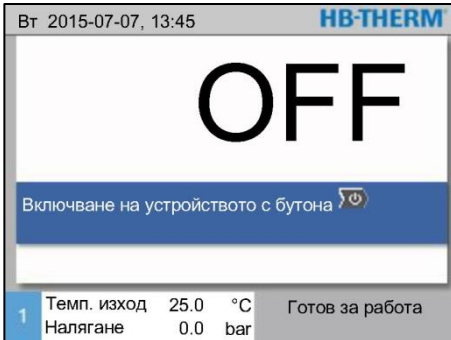 Вт 2015-07-07, 13:45 HB-THERM
OFF
Включване на устройството с бутона
1 Темп. изход 25.0 °C Готов за работа
Налягане 0.0 bar